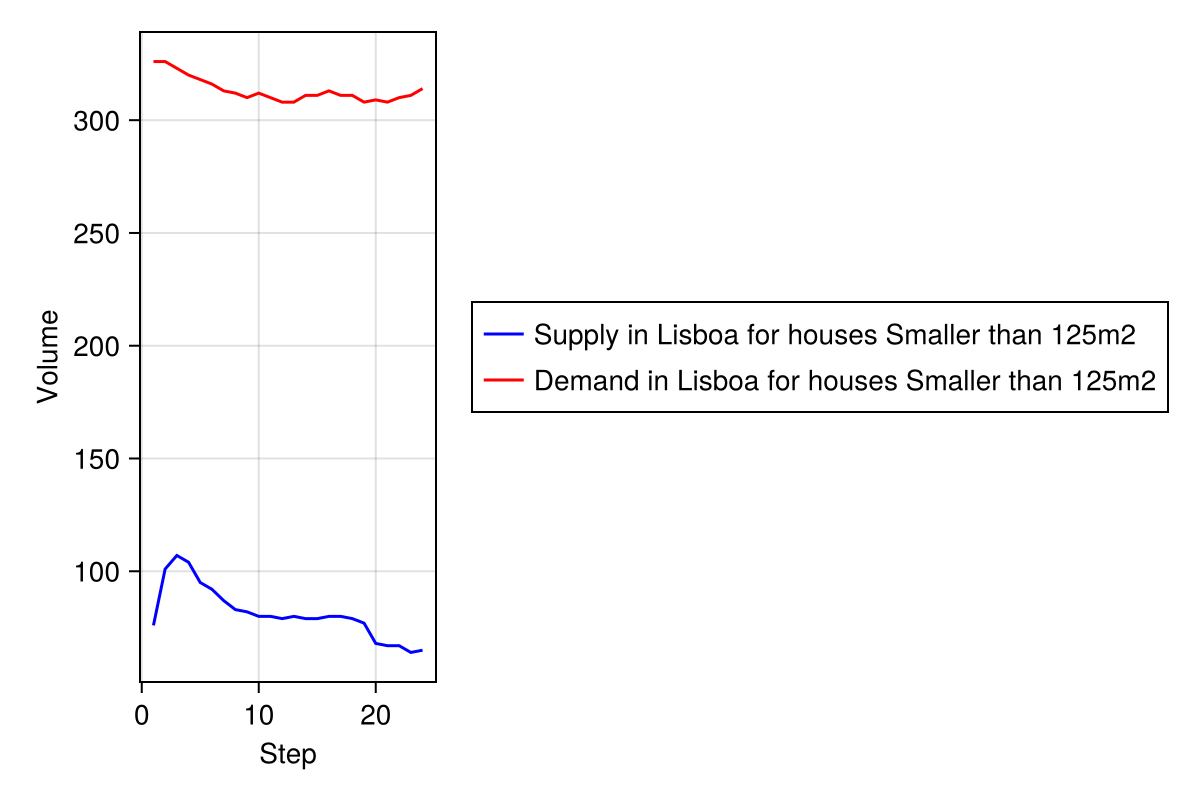 Volume
300
250
200
150
100
0 10 20
Step
Supply in Lisboa for houses Smaller than 125m2
Demand in Lisboa for houses Smaller than 125m2